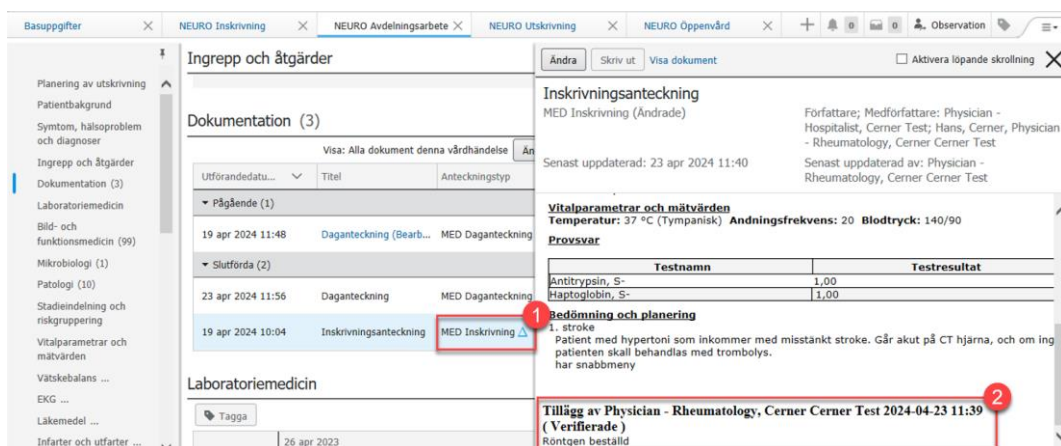 Basuppgifter
NEURO Inskrivning
NEURO Avdelningsarbete
NEURO Utskrivning
NEURO Öppenvård
0
0
Observation
Planering av utskrivning
Patientbakgrund
Symtom, hälsoproblem
och diagnoser
Ingrepp och åtgärder
Dokumentation (3)
Laboratoriemedicin
Bild- och
funktionsmedicin (99)
Mikrobiologi (1)
Patologi (10)
Stadieindelning och
riskgruppering
Vitalparametrar och
mätvärden
Vätskebalans ...
EKG ...
Läkemedel ...
Infarter och utfarter ...
Ingrepp och åtgärder
Dokumentation (3)
Visa: Alla dokument denna vårdhändelse
Än
Utförandedatu... Titel Anteckningstyp
Pågående (1)
19 apr 2024 11:48 Daganteckning (Bearb... MED Daganteckning
Slutförda (2)
23 apr 2024 11:56 Daganteckning MED Daganteckning
1
19 apr 2024 10:04 Inskrivningsanteckning MED Inskrivning
Laboratoriemedicin
Tagga
26 apr 2023
Ändra Skriv ut Visa dokument Aktivera löpande skrollning
Inskrivningsanteckning
MED Inskrivning (Ändrade)
Författare; Medförfattare: Physician -
Hospitalist, Cerner Test; Hans, Cerner, Physician
- Rheumatology, Cerner Cerner Test
Senast uppdaterad: 23 apr 2024 11:40
Senast uppdaterad av: Physician -
Rheumatology, Cerner Cerner Test
Vitalparametrar och mätvärden
Temperatur: 37 °C (Tympanisk) Andningsfrekvens: 20 Blodtryck: 140/90
Provsvar
Testnamn Testresultat
Antitrypsin, S- 1,00
Haptoglobin, S- 1,00
Bedömning och planering
1. stroke
Patient med hypertoni som inkommer med misstänkt stroke. Går akut på CT hjärna, och om ing
patienten skall behandlas med trombolys.
har snabbmeny
2
Tillägg av Physician - Rheumatology, Cerner Cerner Test 2024-04-23 11:39
( Verifierade )
Röntgen beställd